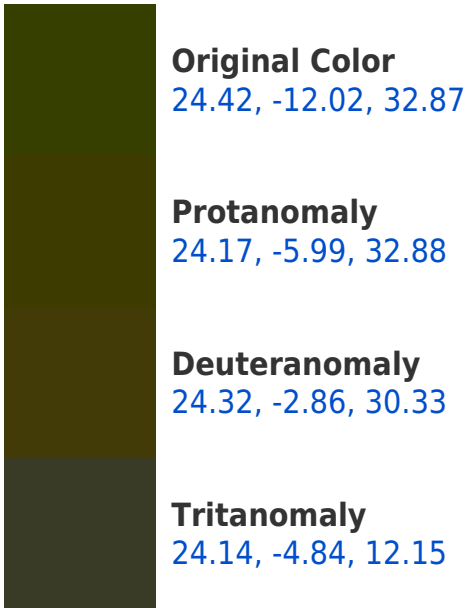 Original Color
24.42, -12.02, 32.87
Protanomaly
24.17, -5.99, 32.88
Deuteranomaly
24.32, -2.86, 30.33
Tritanomaly
24.14, -4.84, 12.15